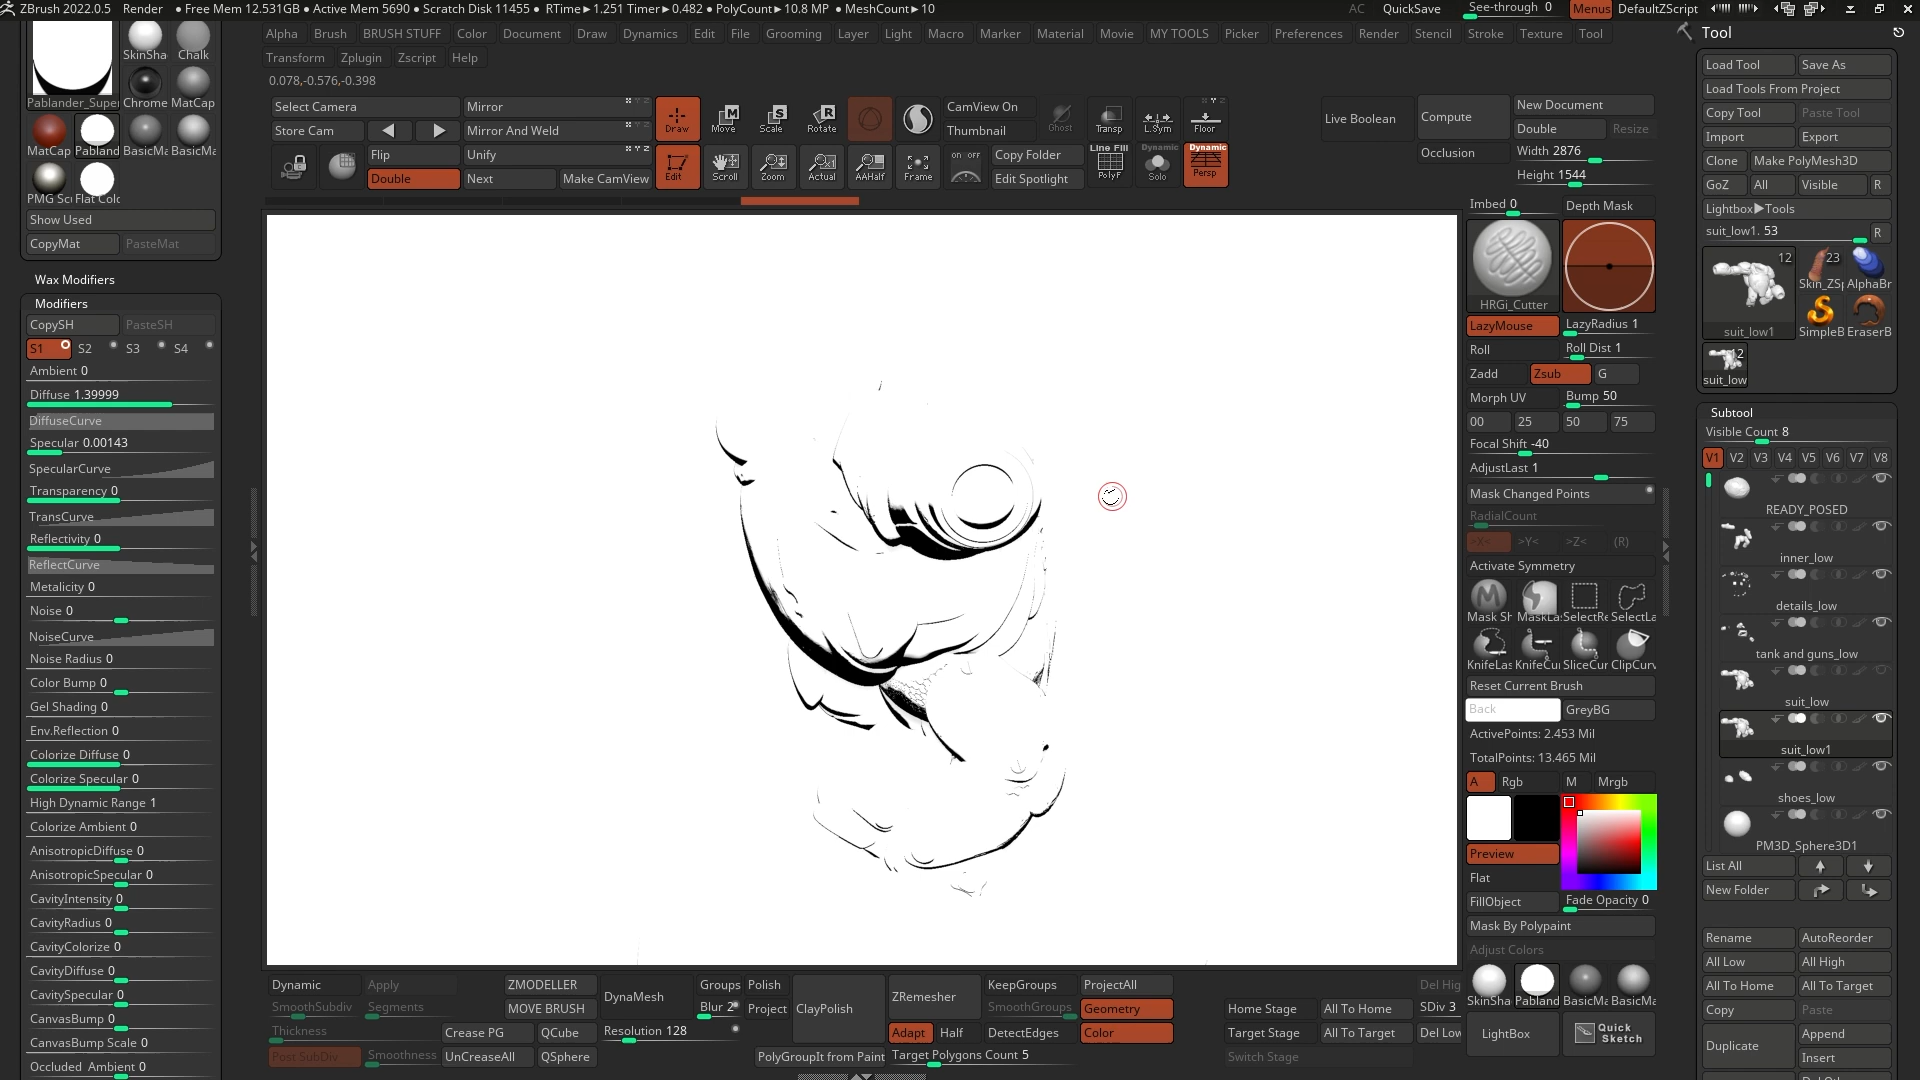 ZBrush 2022.0.5 Render • Free Mem 12.531GB • Active Mem 5690 • Scratch Disk 11455 • RTime►1.251 Timer►0.482 • PolyCount►10.8 MP • MeshCount►10 AC QuickSave See-through 0 Menus DefaultZScript
Alpha Brush BRUSH STUFF Color Document Draw Dynamics Edit File Grooming Layer Light Macro Marker Material Movie MY TOOLS Picker Preferences Render Stencil Stroke Texture Tool
Transform Zplugin Zscript Help
0.078,-0.576,-0.398
SkinSha Chalk
Pablander_Supe Chrome MatCap
MatCap Pabland BasicMa BasicMa
PMG Scu Flat Colo
Show Used
CopyMat PasteMat
Wax Modifiers
Modifiers
CopySH PasteSH
S1 S2 S3 S4
Ambient 0
Diffuse 1.39999
DiffuseCurve
Specular 0.00143
SpecularCurve
Transparency 0
TransCurve
Reflectivity 0
ReflectCurve
Metalicity 0
Noise 0
NoiseCurve
Noise Radius 0
Color Bump 0
Gel Shading 0
Env.Reflection 0
Colorize Diffuse 0
Colorize Specular 0
High Dynamic Range 1
Colorize Ambient 0
AnisotropicDiffuse 0
AnisotropicSpecular 0
CavityIntensity 0
CavityRadius 0
CavityColorize 0
CavityDiffuse 0
CavitySpecular 0
CanvasBump 0
CanvasBump Scale 0
Occluded Ambient 0
Select Camera Mirror
Store Cam Mirror And Weld
Flip Unify
Double Next Make CamView
Draw Move Scale Rotate
Edit Scroll Zoom Actual AAHalf Frame
CamView On
Thumbnail
on off Copy Folder
Edit Spotlight
Ghost Transp L.Sym Floor
Line Fill PolyF Dynamic Solo Dynamic Persp
Live Boolean Compute
Occlusion
New Document
Double Resize
Width 2876
Height 1544
Imbed 0 Depth Mask
HRGi_Cutter
LazyMouse LazyRadius 1
Roll Roll Dist 1
Zadd Zsub G
Morph UV Bump 50
00 25 50 75
Focal Shift -40
AdjustLast 1
Mask Changed Points
RadialCount
>X< >Y< >Z< (R)
Activate Symmetry
Mask Sh MaskLa SelectRe SelectLa
KnifeLas KnifeCu SliceCur ClipCurv
Reset Current Brush
Back GreyBG
ActivePoints: 2.453 Mil
TotalPoints: 13.465 Mil
A Rgb M Mrgb
Preview
Flat
FillObject Fade Opacity 0
Mask By Polypaint
Adjust Colors
SkinSha Pabland BasicMa BasicMa
LightBox Quick Sketch
Tool
Load Tool Save As
Load Tools From Project
Copy Tool Paste Tool
Import Export
Clone Make PolyMesh3D
GoZ All Visible R
Lightbox►Tools
suit_low1. 53 R
12 23
Skin_ZSp AlphaBr
suit_low1 SimpleB EraserB
12
suit_low
Subtool
Visible Count 8
V1 V2 V3 V4 V5 V6 V7 V8
READY_POSED
inner_low
details_low
tank and guns_low
suit_low
suit_low1
shoes_low
PM3D_Sphere3D1
List All
New Folder
Rename AutoReorder
All Low All High
All To Home All To Target
Copy Paste
Duplicate Append
Insert
Dynamic Apply ZMODELLER
SmoothSubdiv Segments MOVE BRUSH
Thickness Crease PG QCube
Post SubDiv Smoothness UnCreaseAll QSphere
DynaMesh Groups Polish
Blur 2 Project
Resolution 128
ClayPolish ZRemesher KeepGroups ProjectAll
SmoothGroups Geometry
Adapt Half DetectEdges Color
PolyGroupIt from Paint Target Polygons Count 5
Home Stage All To Home Del Hig
SDiv 3
Target Stage All To Target Del Low
Switch Stage